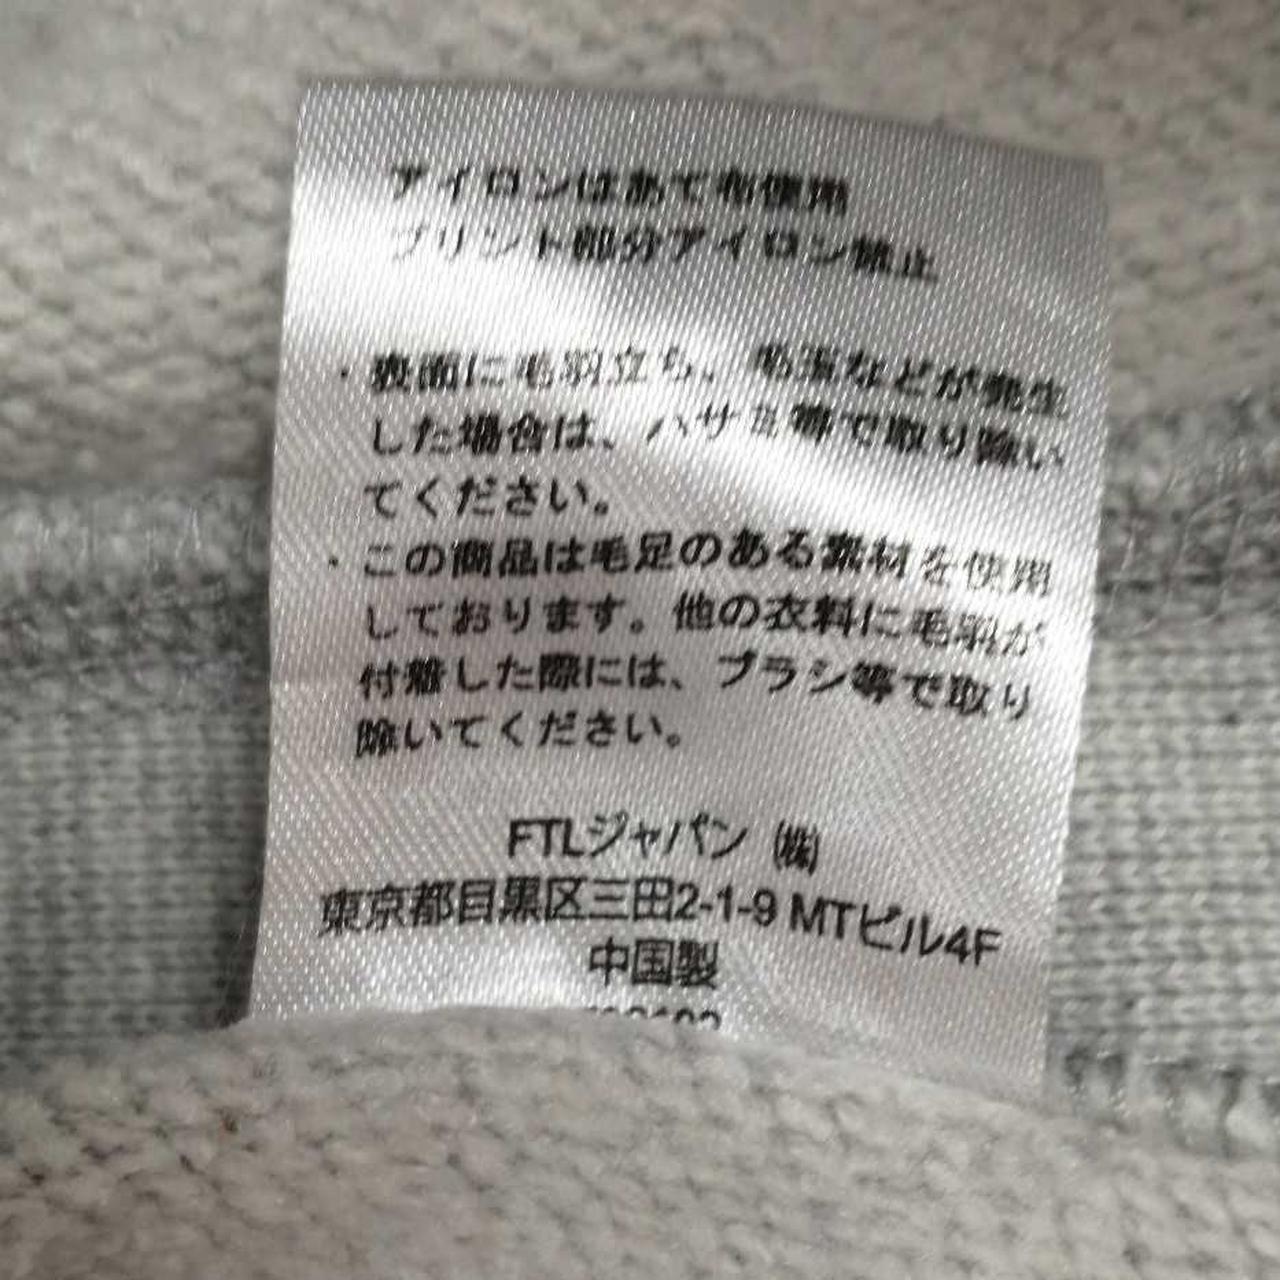 アイロンはあて布使用
プリント部分アイロン禁止
・表面に毛羽立ち、毛玉などが発生
した場合は、ハサミ等で取り除い
てください。
・この商品は毛足のある素材を使用
しております。他の衣料に毛羽が
付着した際には、ブラシ等で取り
除いてください。
FTLジャパン ㈱
東京都目黒区三田2-1-9 MTビル4F
中国製